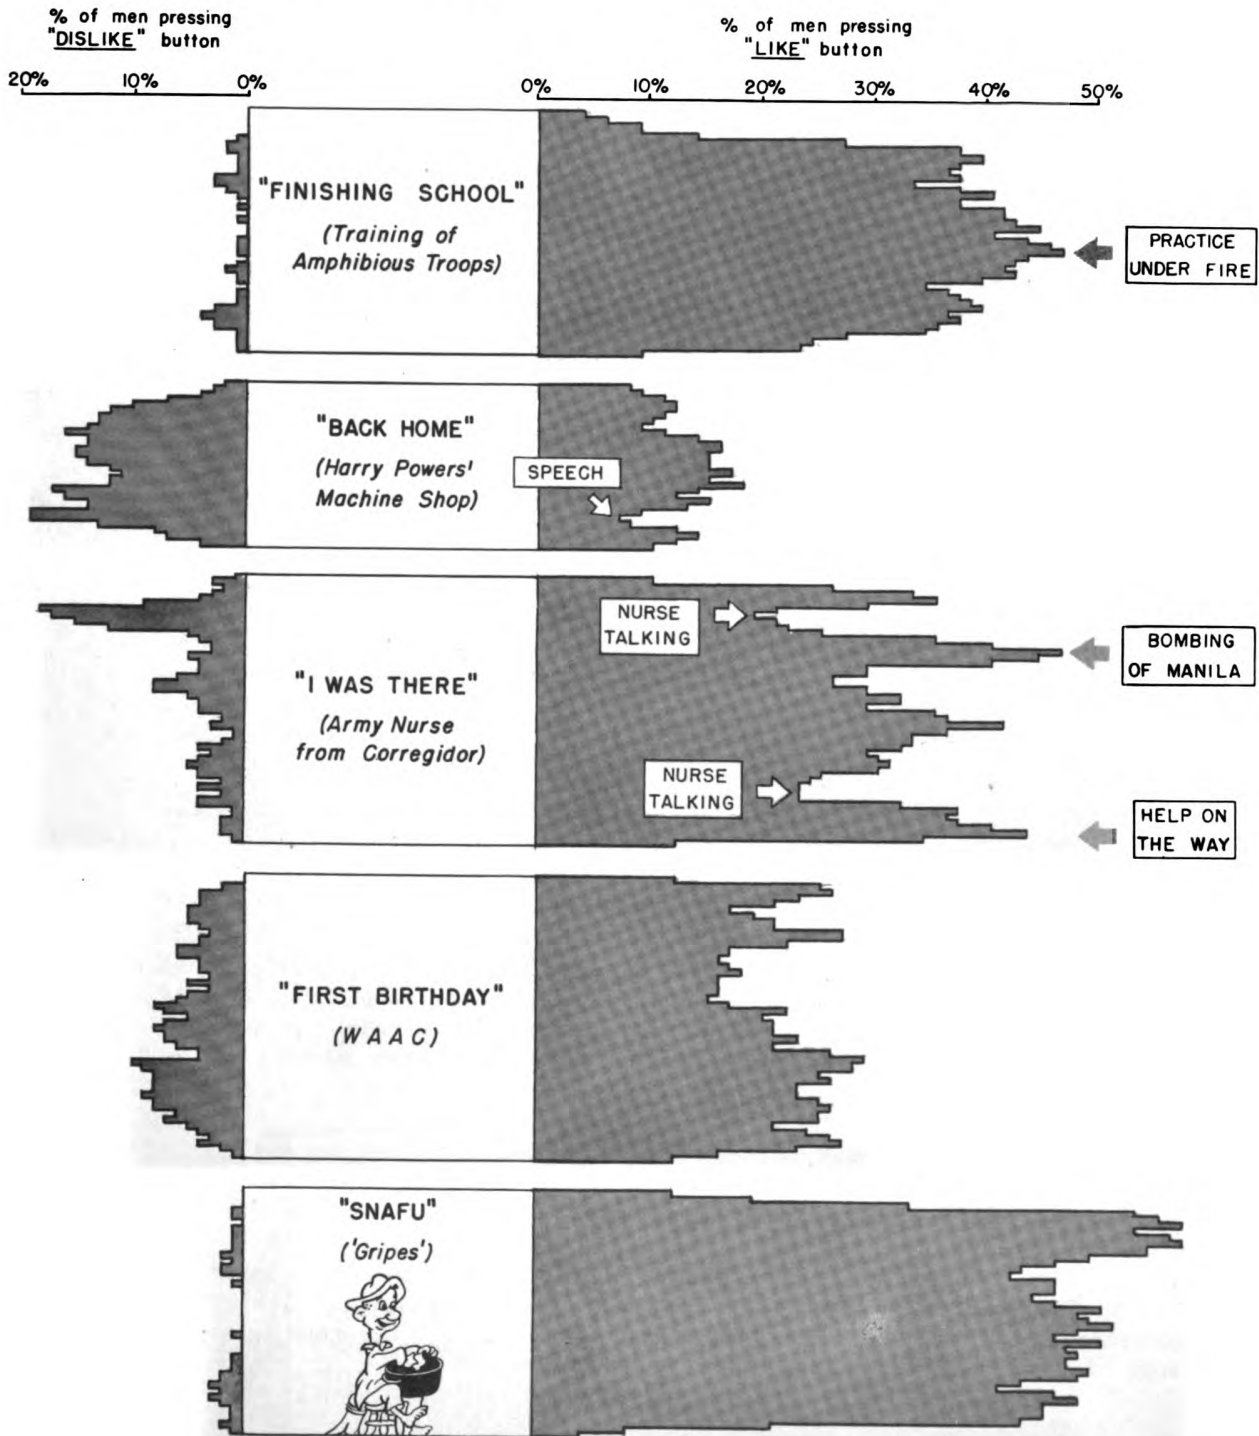 % of men pressing
"DISLIKE" button
20% 10% 0%
% of men pressing
"LIKE" button
0% 10% 20% 30% 40% 50%
"FINISHING SCHOOL"
(Training of
Amphibious Troops)
PRACTICE
UNDER FIRE
"BACK HOME"
(Harry Powers'
Machine Shop)
SPEECH
"I WAS THERE"
(Army Nurse
from Corregidor)
NURSE
TALKING
BOMBING
OF MANILA
NURSE
TALKING
HELP ON
THE WAY
"FIRST BIRTHDAY"
(WAAC)
"SNAFU"
('Gripes')